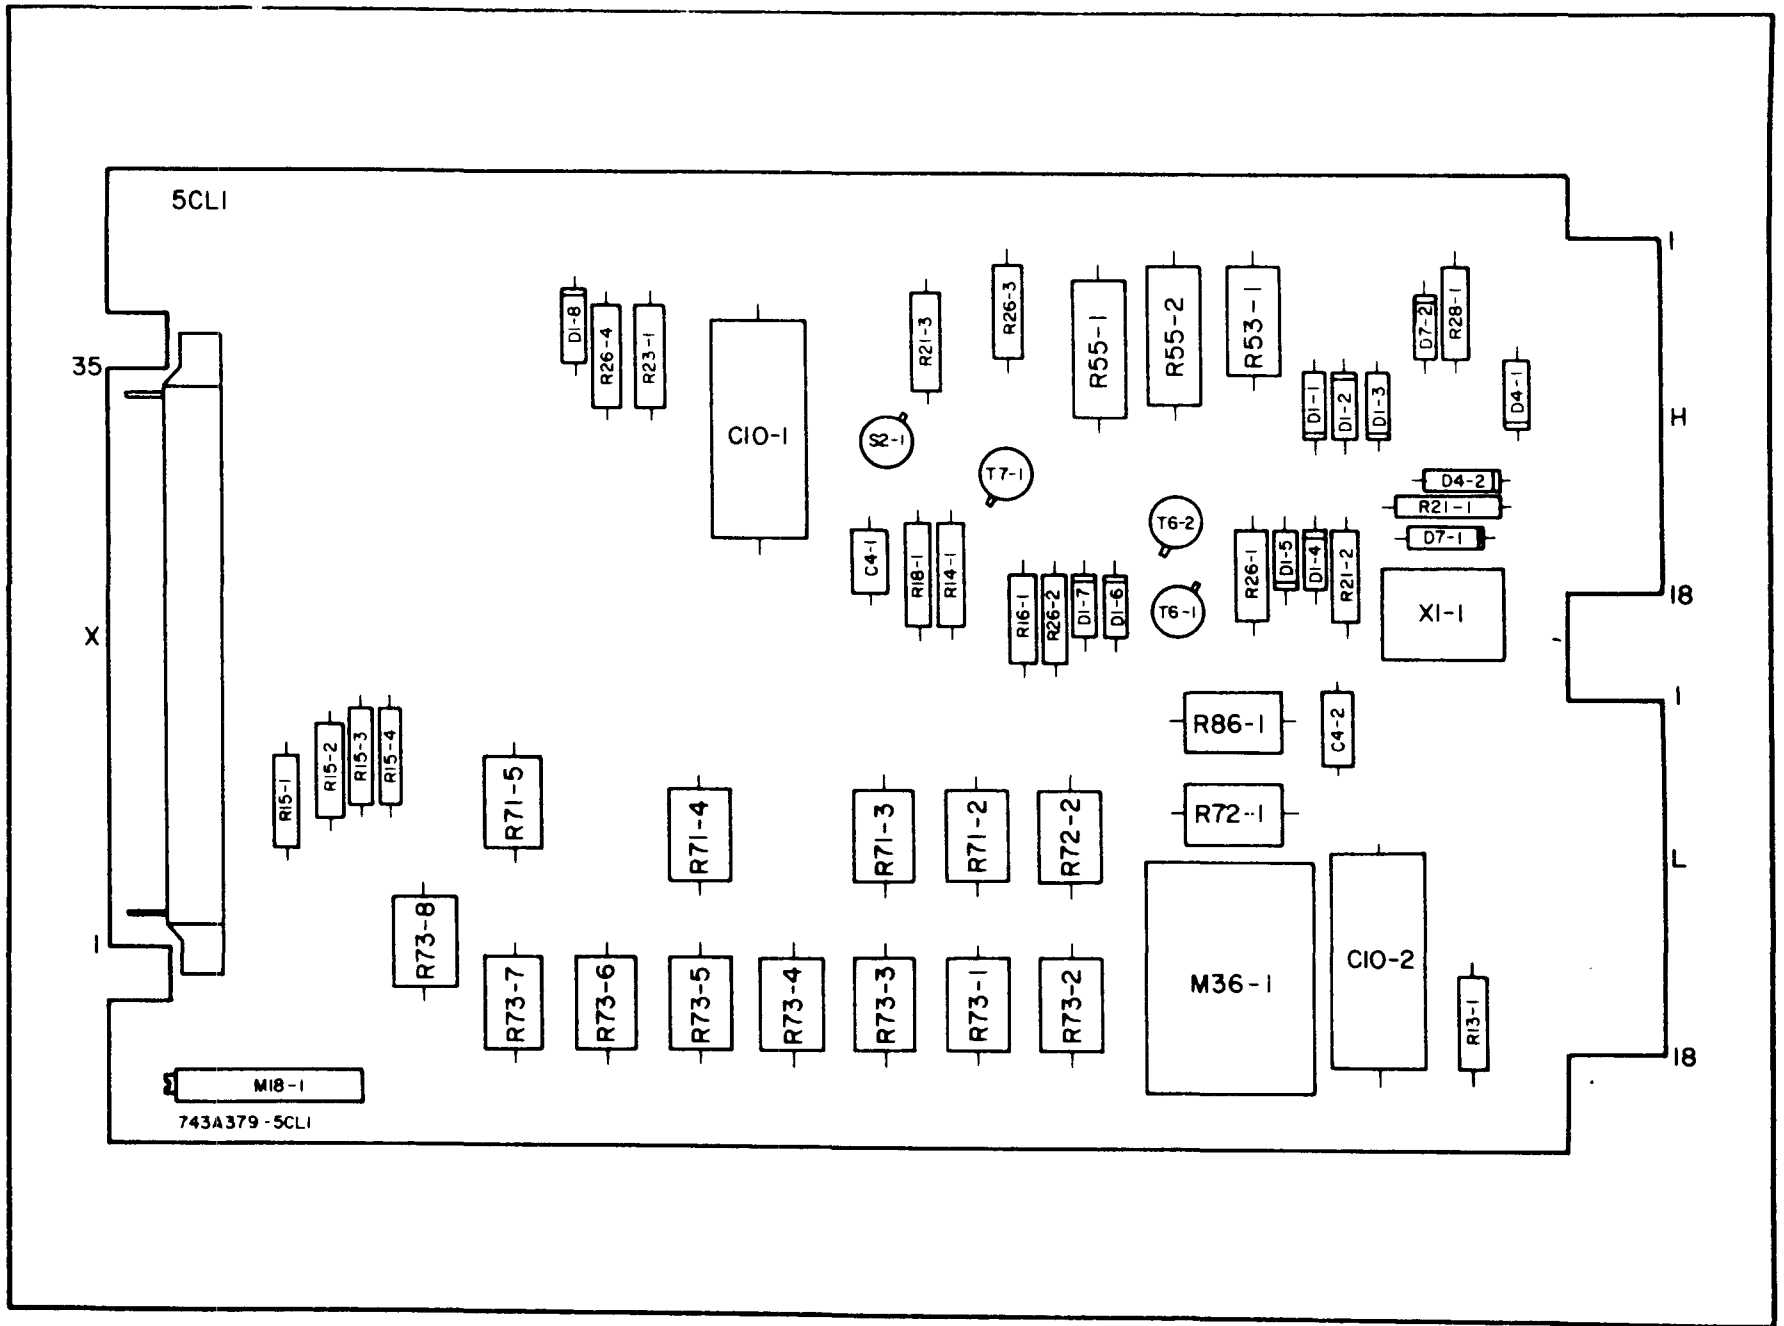 5CL1
1
D1-8
R26-4
R23-1
C10-1
R21-3
R26-3
R55-1
R55-2
R53-1
D7-2
R28-1
35
D1-1
D1-2
D1-3
D4-1
H
S2-1
T7-1
D4-2
R21-1
T6-2
D7-1
C4-1
R18-1
R14-1
R16-1
R26-2
D1-7
D1-6
T6-1
R26-1
D1-5
D1-4
R21-2
X1-1
18
X
1
R86-1
C4-2
R15-1
R15-2
R15-3
R15-4
R71-5
R71-4
R71-3
R71-2
R72-2
R72-1
L
1
R73-8
R73-7
R73-6
R73-5
R73-4
R73-3
R73-1
R73-2
M36-1
C10-2
R13-1
18
M18-1
743A379-5CL1